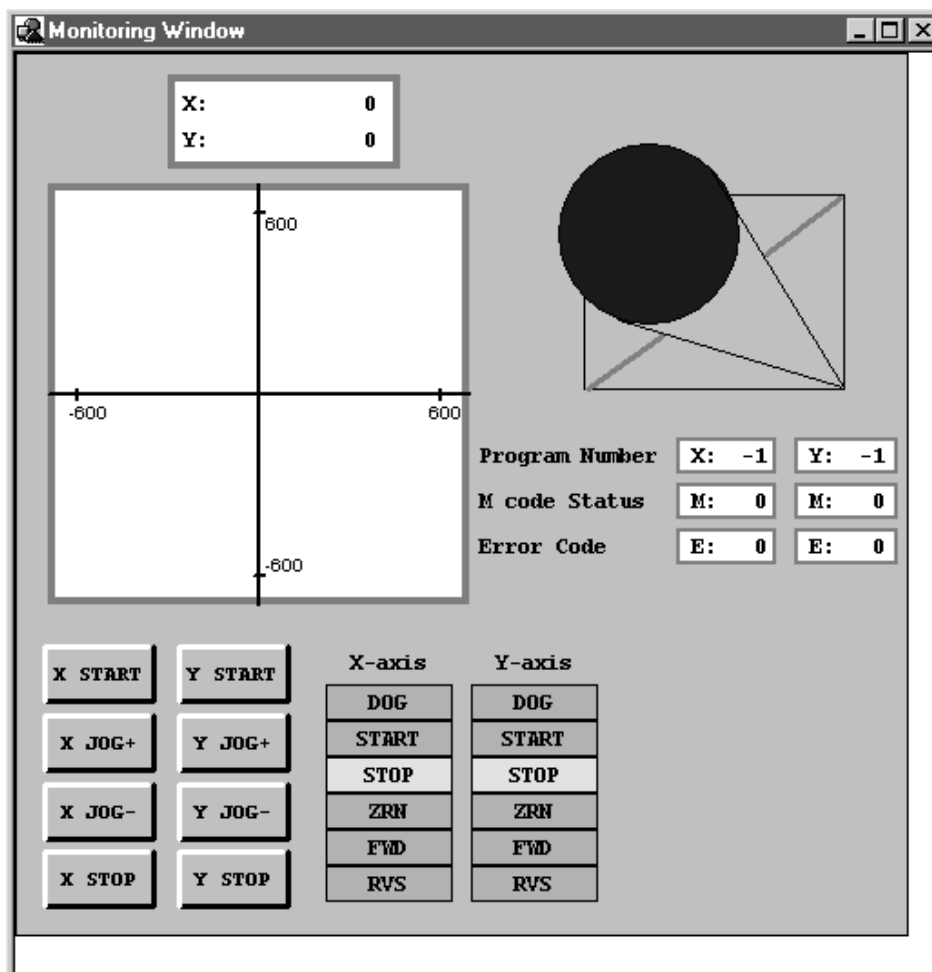 Monitoring Window
X: 0
Y: 0
600
-600
600
-600
Program Number X: -1 Y: -1
M code Status M: 0 M: 0
Error Code E: 0 E: 0
X START Y START
X JOG+ Y JOG+
X JOG- Y JOG-
X STOP Y STOP
X-axis Y-axis
DOG DOG
START START
STOP STOP
ZRN ZRN
FWD FWD
RVS RVS